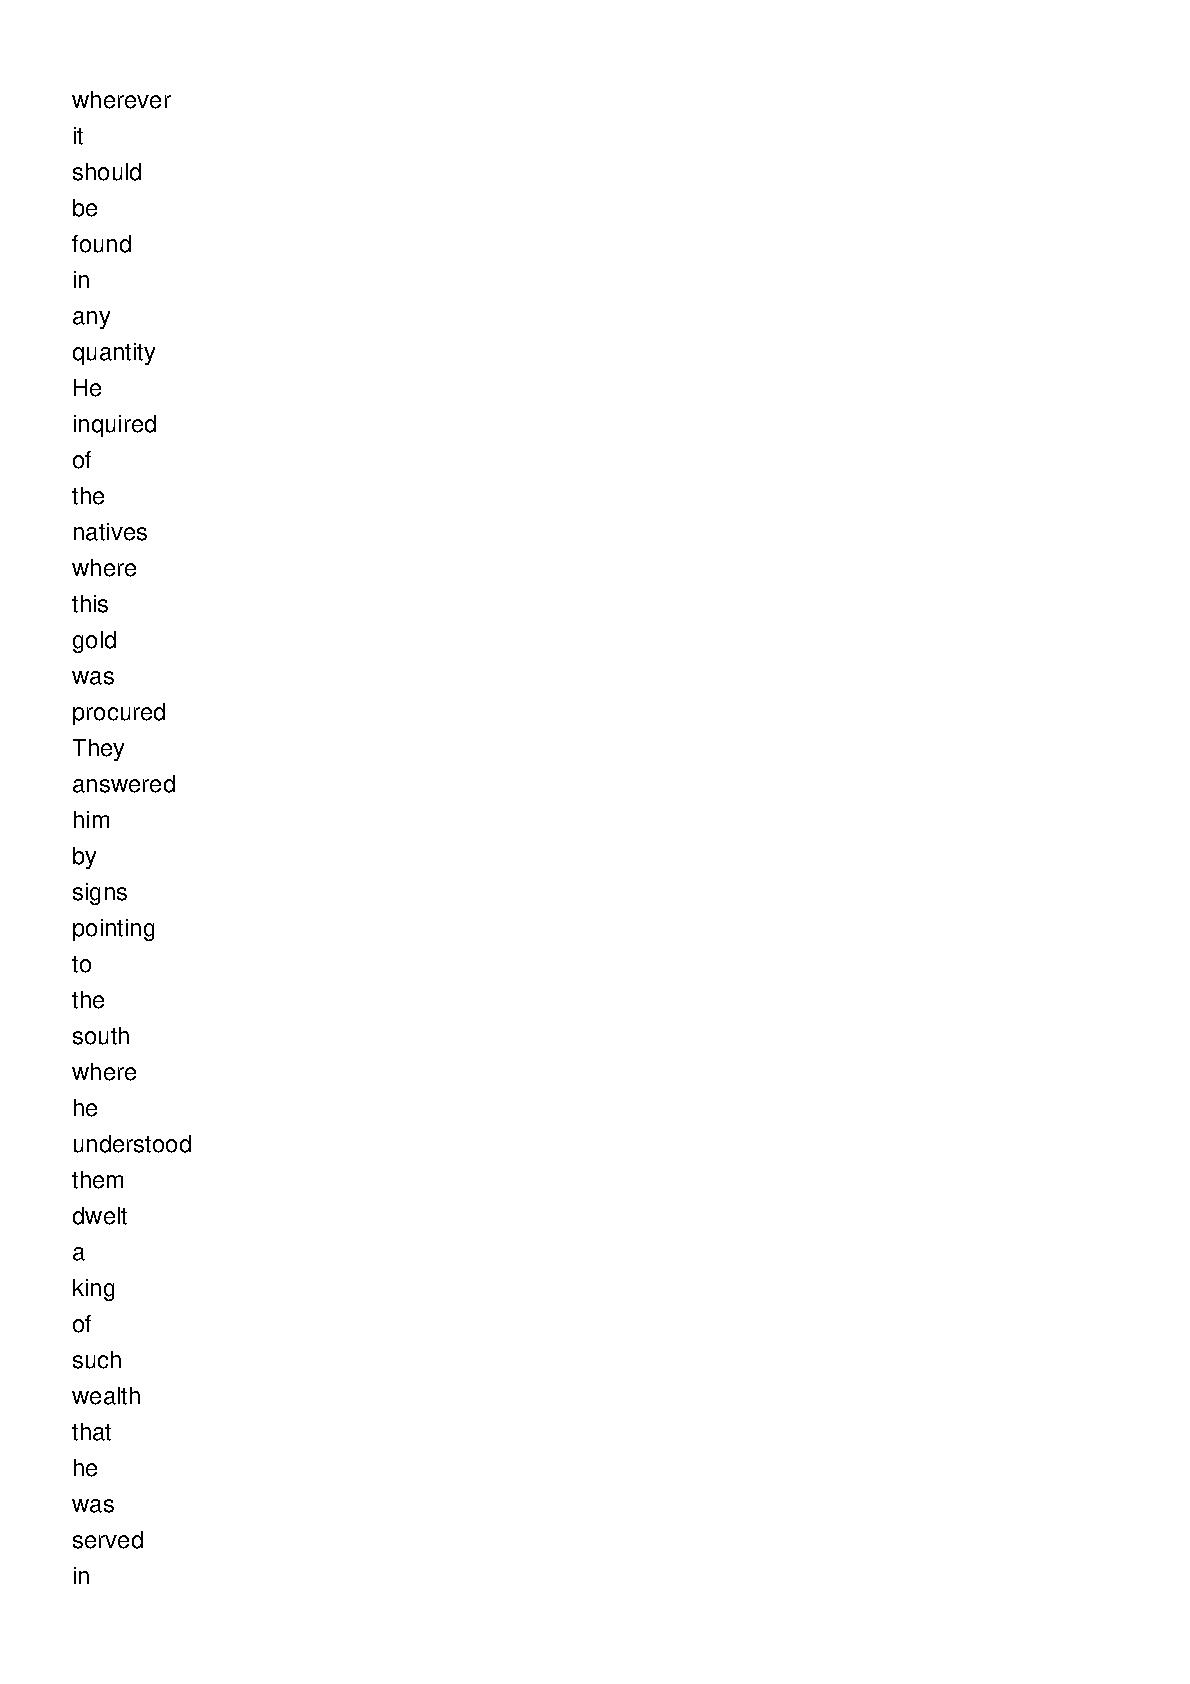 wherever
it
should
be
found
in
any
quantity
He
inquired
of
the
natives
where
this
gold
was
procured
They
answered
him
by
signs
pointing
to
the
south
where
he
understood
them
dwelt
a
king
of
such
wealth
that
he
was
served
in